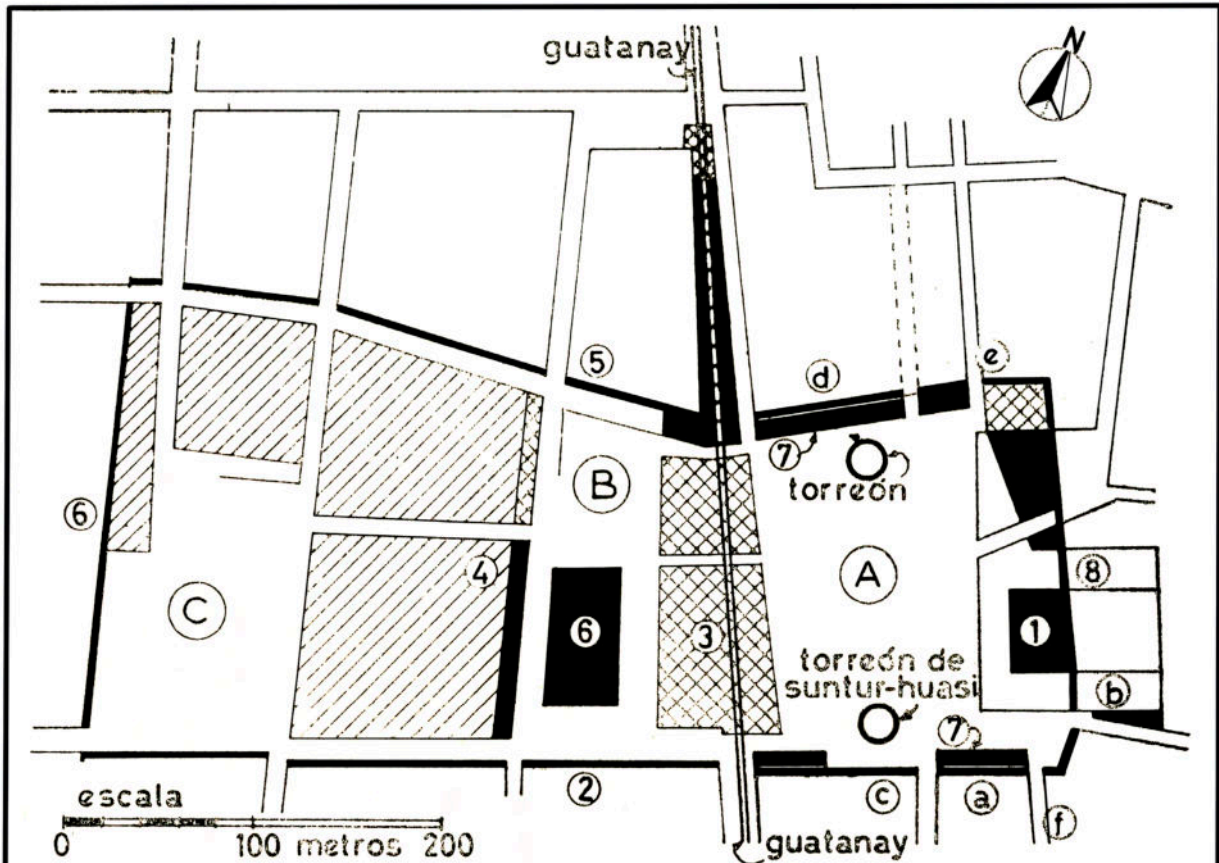 guatanay
N
5
d
e
7
torreón
B
6
4
A
8
C
6
3
1
torreón de
suntur-huasi
b
7
2
c
a
f
escala
0 100 metros 200
guatanay